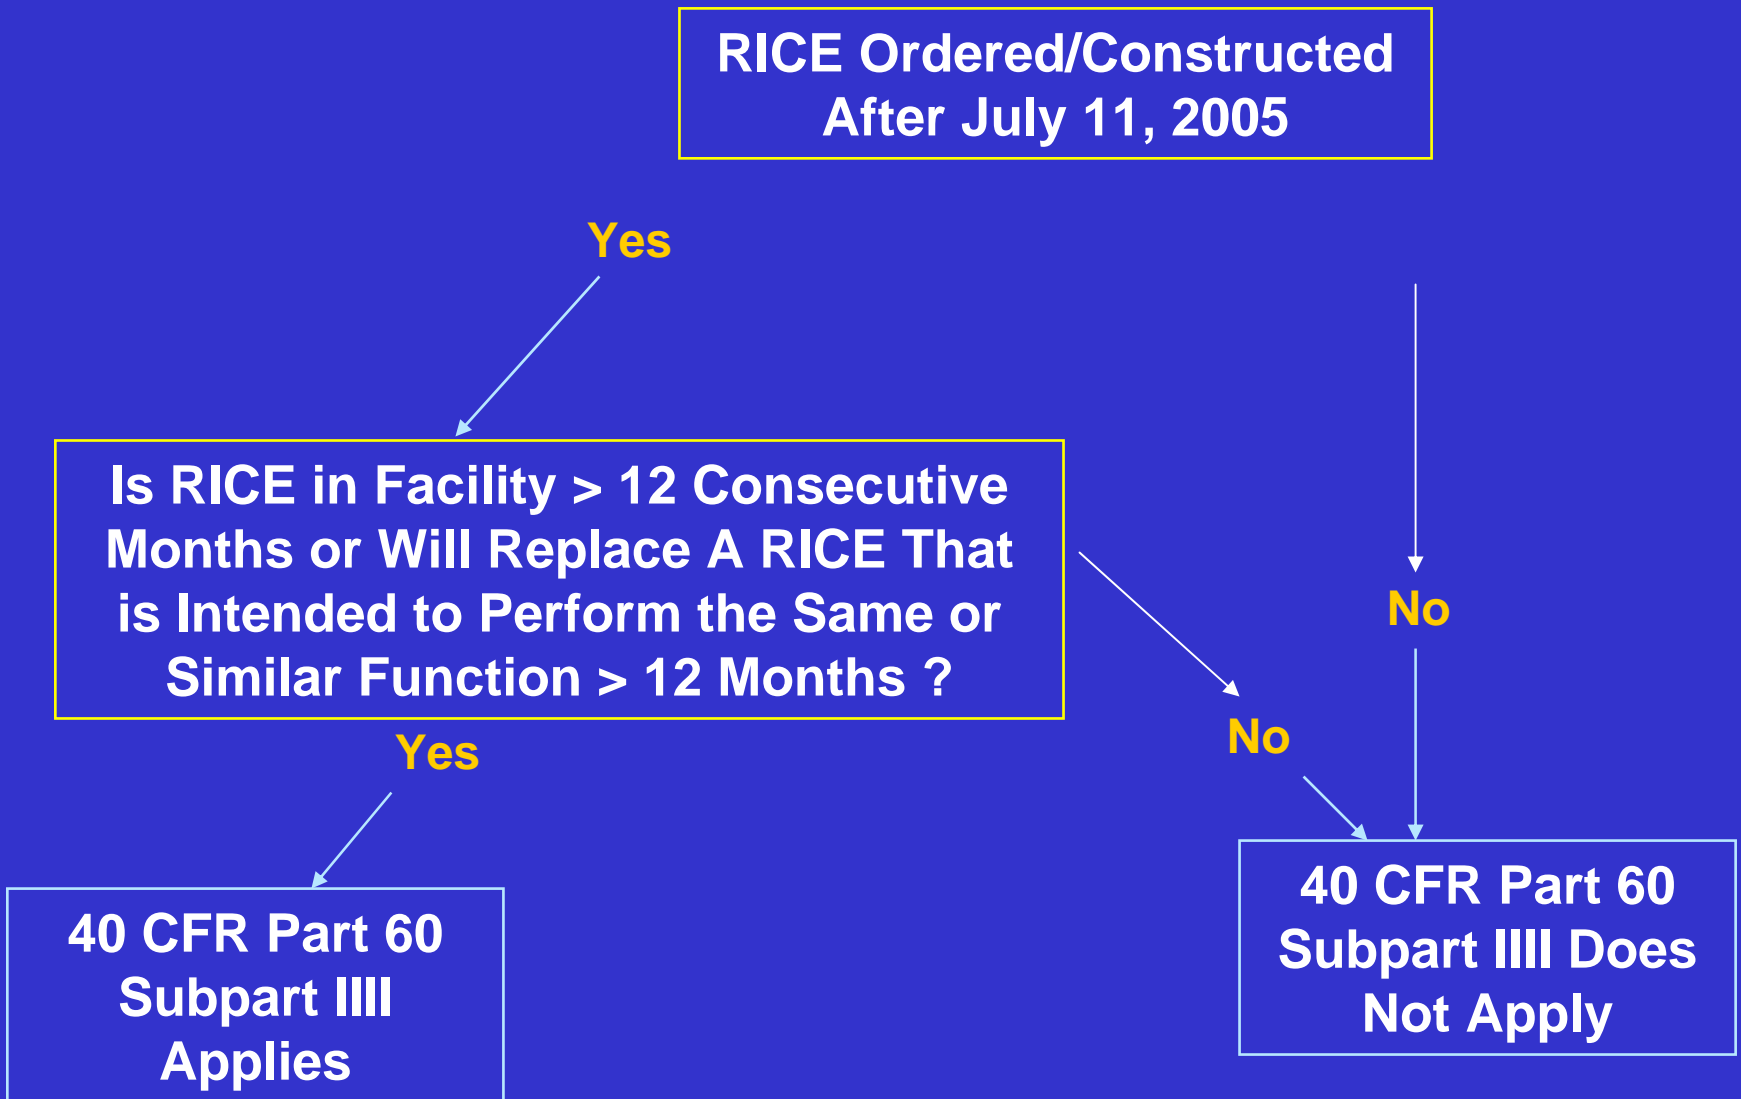 RICE Ordered/Constructed
After July 11, 2005
Yes
Is RICE in Facility > 12 Consecutive
Months or Will Replace A RICE That
is Intended to Perform the Same or
Similar Function > 12 Months ?
No
Yes
No
40 CFR Part 60
Subpart IIII
Applies
40 CFR Part 60
Subpart IIII Does
Not Apply